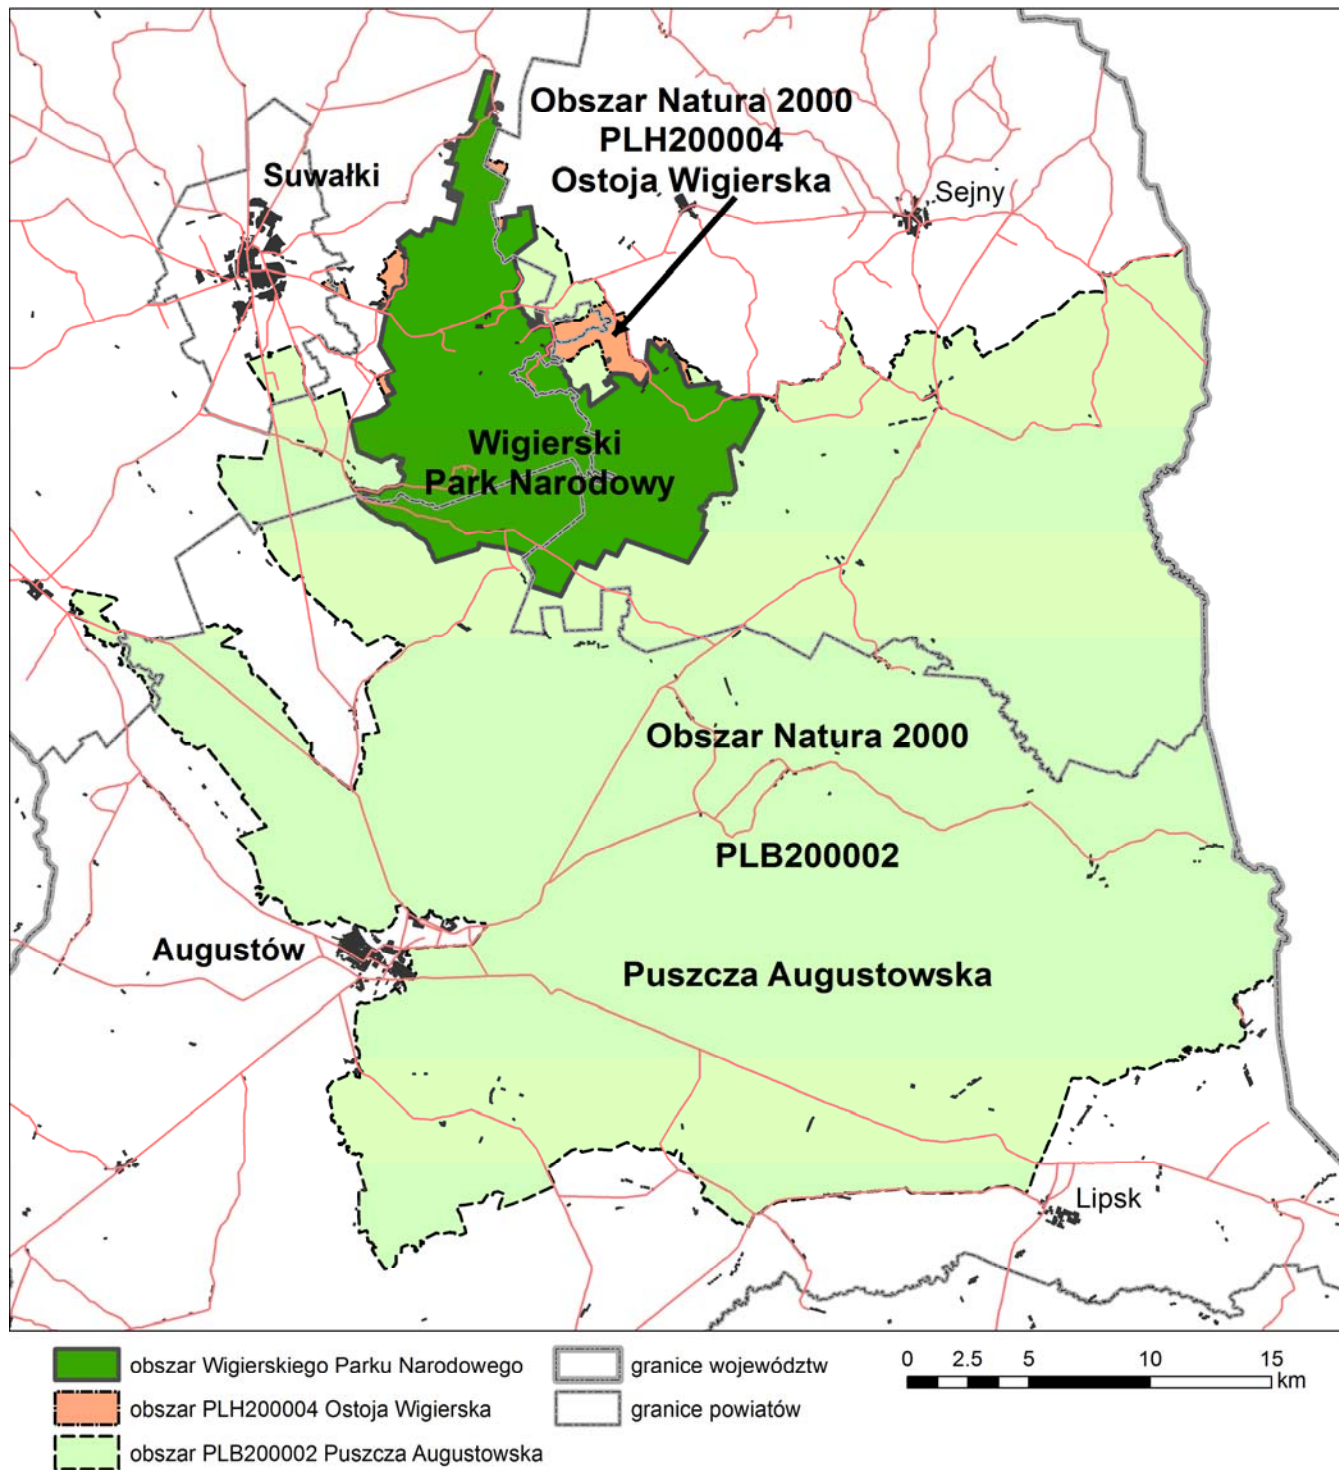 Obszar Natura 2000
PLH200004
Ostoja Wigierska
Suwałki
Sejny
Wigierski
Park Narodowy
Obszar Natura 2000
PLB200002
Augustów
Puszcza Augustowska
Lipsk
obszar Wigierskiego Parku Narodowego
granice województw
0 2.5 5 10 15
km
obszar PLH200004 Ostoja Wigierska
granice powiatów
obszar PLB200002 Puszcza Augustowska